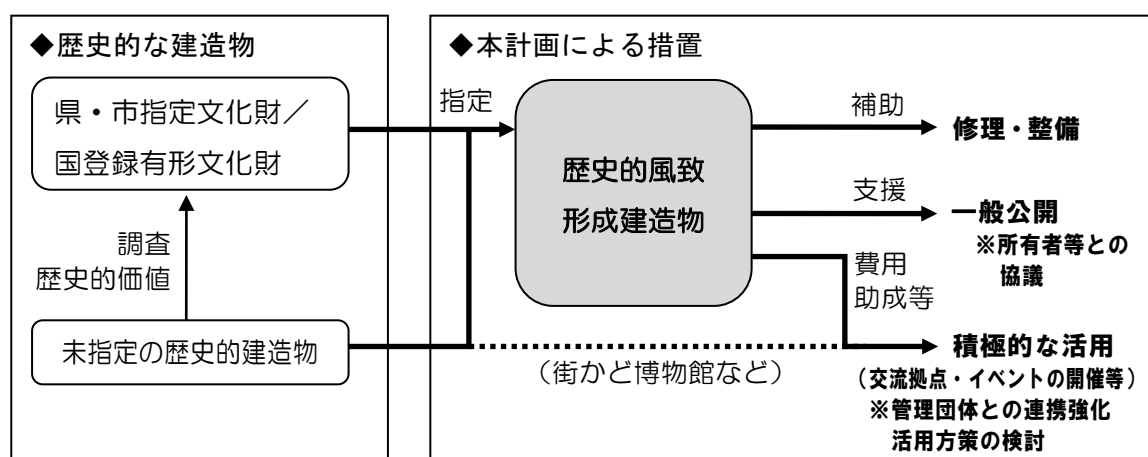 ◆歴史的な建造物
県・市指定文化財／
国登録有形文化財
調査
歴史的価値
未指定の歴史的建造物
◆本計画による措置
指定
歴史的風致
形成建造物
補助
修理・整備
支援
一般公開
※所有者等との
協議
費用
助成等
積極的な活用
（街かど博物館など）
（交流拠点・イベントの開催等）
※管理団体との連携強化
活用方策の検討